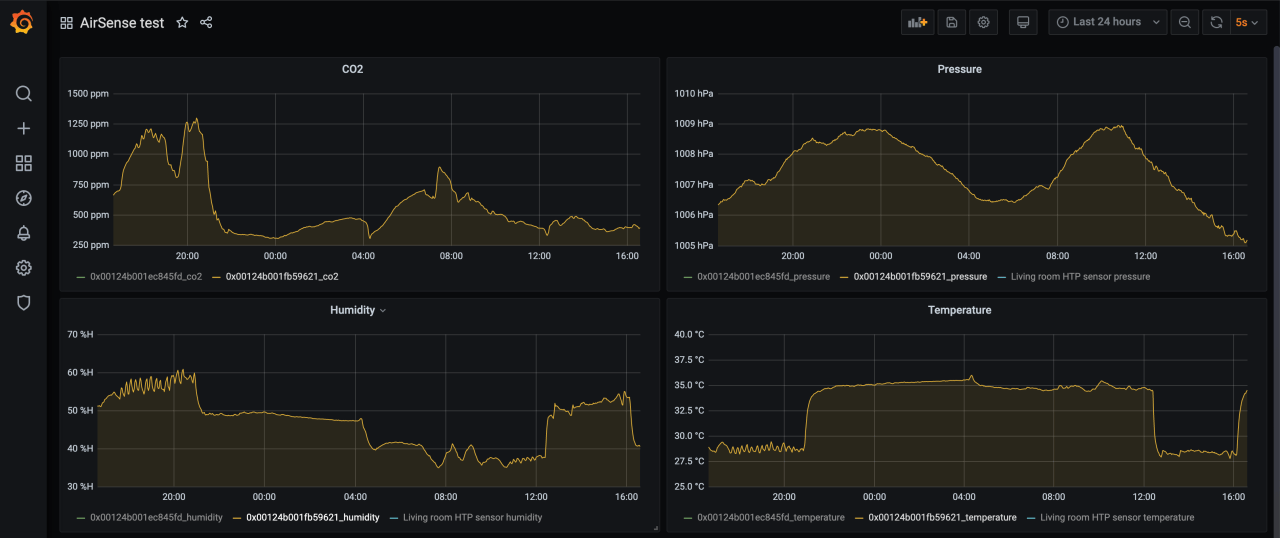 AirSense test
Last 24 hours
5s
CO2
1500 ppm
1250 ppm
1000 ppm
750 ppm
500 ppm
250 ppm
20:00 00:00 04:00 08:00 12:00 16:00
0x00124b001ec845fd_co2 0x00124b001fb59621_co2
Pressure
1010 hPa
1009 hPa
1008 hPa
1007 hPa
1006 hPa
1005 hPa
20:00 00:00 04:00 08:00 12:00 16:00
0x00124b001ec845fd_pressure 0x00124b001fb59621_pressure Living room HTP sensor pressure
Humidity
70 %H
60 %H
50 %H
40 %H
30 %H
20:00 00:00 04:00 08:00 12:00 16:00
0x00124b001ec845fd_humidity 0x00124b001fb59621_humidity Living room HTP sensor humidity
Temperature
40.0 °C
37.5 °C
35.0 °C
32.5 °C
30.0 °C
27.5 °C
25.0 °C
20:00 00:00 04:00 08:00 12:00 16:00
0x00124b001ec845fd_temperature 0x00124b001fb59621_temperature Living room HTP sensor temperature